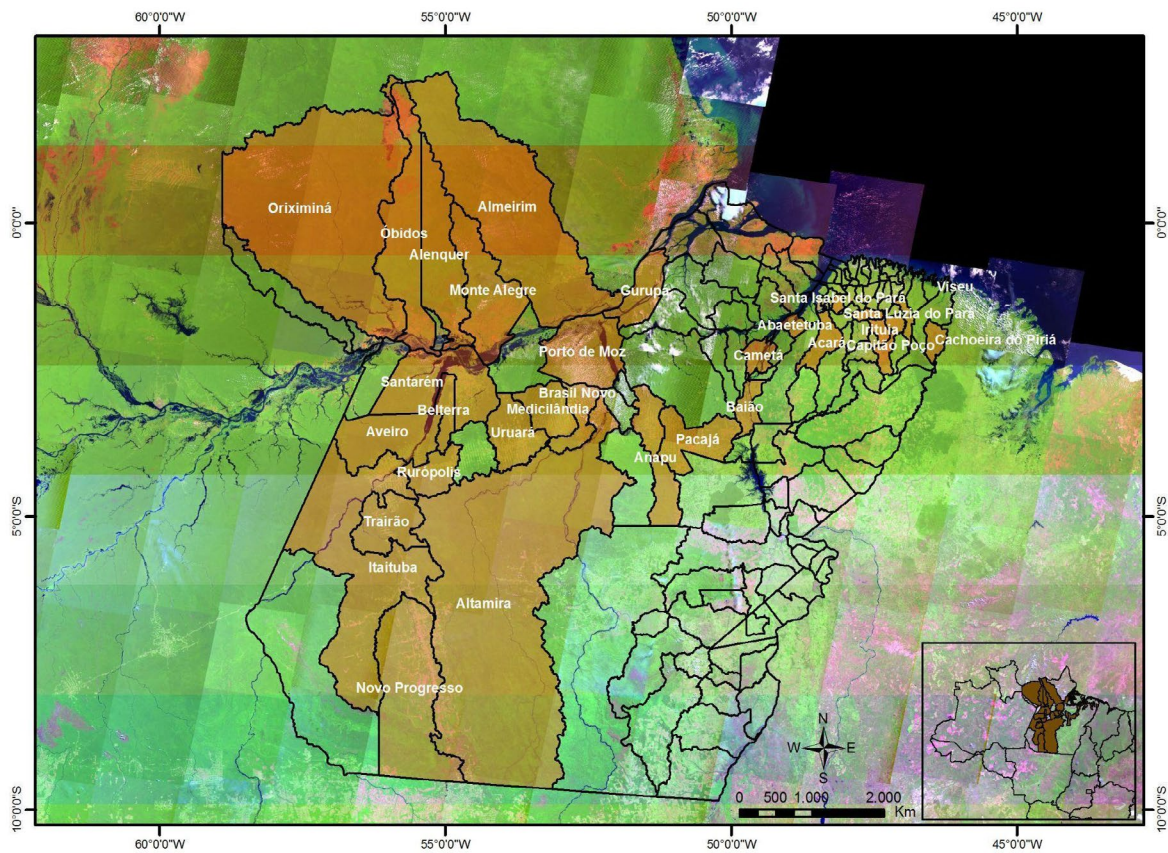 60°0'0"W 55°0'0"W 50°0'0"W 45°0'0"W
0°0'0"
0°0'0"
Oriximiná
Almeirim
Óbidos
Alenquer
Monte Alegre
Gurupá
Viseu
Santa Isabel do Pará
Santa Luzia do Pará
Abaetetuba
Irituia
Acará
Capitão Poço
Cachoeira do Piriá
Porto de Moz
Cametá
Santarém
Brasil Novo
Belterra
Medicilândia
Baião
Aveiro
Uruará
Pacajá
Anapu
Rurópolis
5°0'0"S
5°0'0"S
Trairão
Itaituba
Altamira
Novo Progresso
N
W E
S
0 500 1.000 2.000
Km
10°0'0"S
10°0'0"S
60°0'0"W 55°0'0"W 50°0'0"W 45°0'0"W